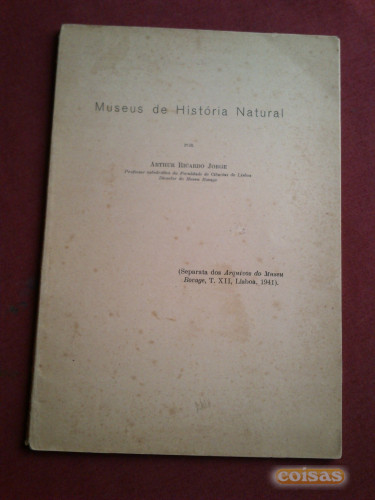 Museus de História Natural
POR
ARTHUR RICARDO JORGE
Professor catedrático da Faculdade de Ciências de Lisboa
Director do Museu Bocage
(Separata dos Arquivos do Museu
Bocage, T. XII, Lisboa, 1941).
coisas